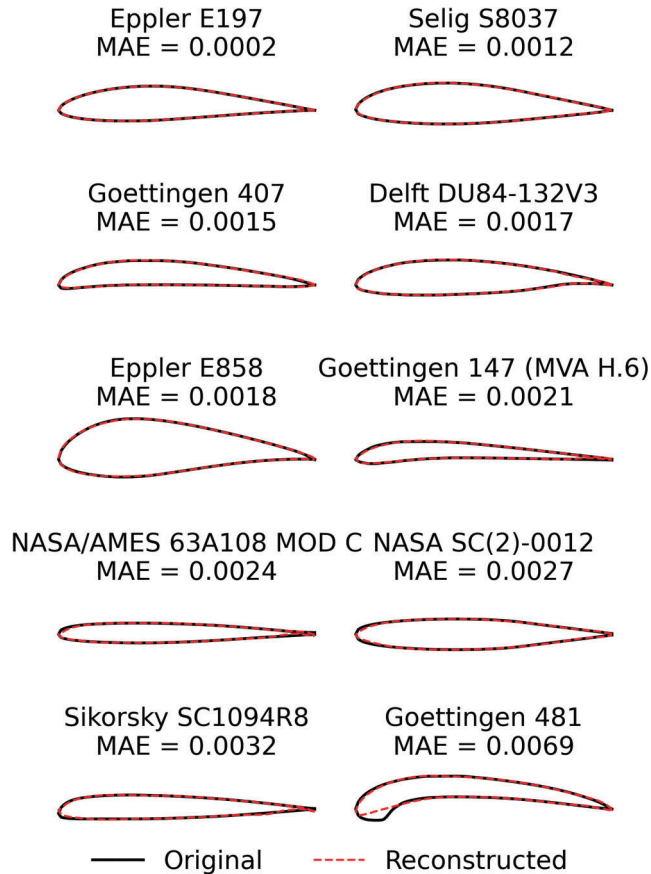 Eppler E197
MAE = 0.0002
Selig S8037
MAE = 0.0012
Goettingen 407
MAE = 0.0015
Delft DU84-132V3
MAE = 0.0017
Eppler E858
MAE = 0.0018
Goettingen 147 (MVA H.6)
MAE = 0.0021
NASA/AMES 63A108 MOD C
MAE = 0.0024
NASA SC(2)-0012
MAE = 0.0027
Sikorsky SC1094R8
MAE = 0.0032
Goettingen 481
MAE = 0.0069
Original
Reconstructed